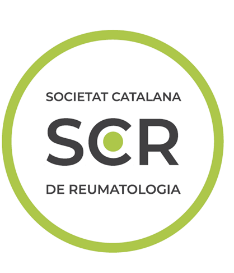 SOCIETAT CATALANA
SCR
DE REUMATOLOGIA